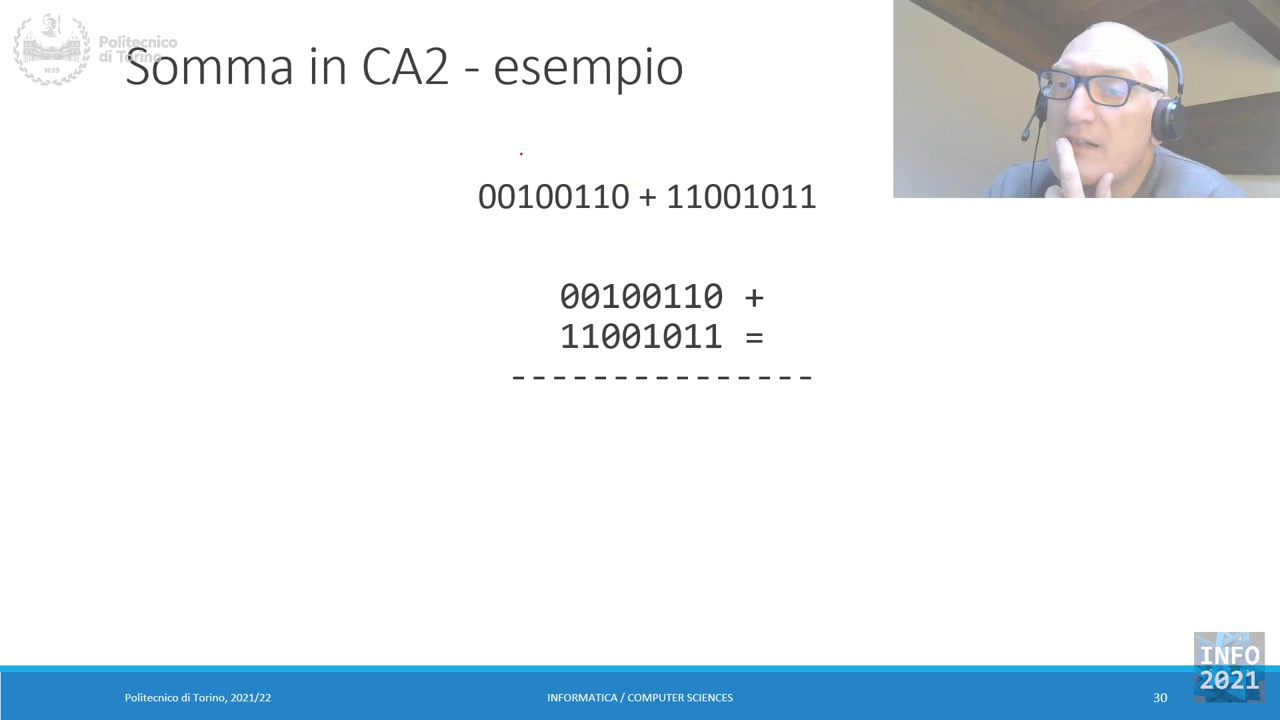 Politecnico
di Torino
1859
Somma in CA2 - esempio
00100110 + 11001011
00100110 +
11001011 =
---------------
Politecnico di Torino, 2021/22
INFORMATICA / COMPUTER SCIENCES
30
INFO
2021